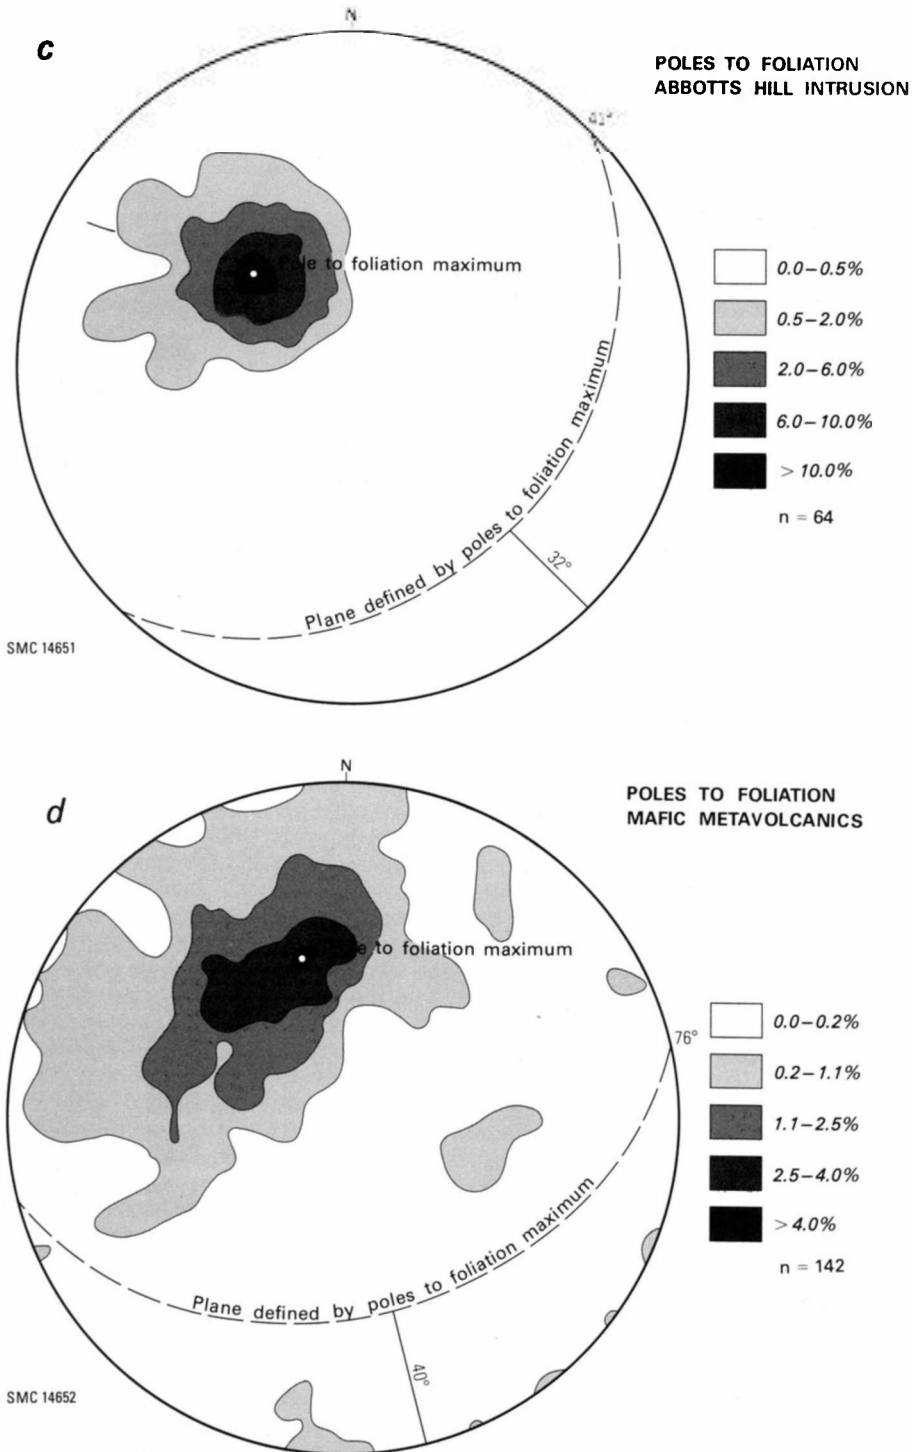 c
N
POLES TO FOLIATION
ABBOTTS HILL INTRUSION
41°
Pole to foliation maximum
0.0–0.5%
0.5–2.0%
2.0–6.0%
6.0–10.0%
> 10.0%
n = 64
Plane defined by poles to foliation maximum
32°
SMC 14651
d
N
POLES TO FOLIATION
MAFIC METAVOLCANICS
to foliation maximum
76°
0.0–0.2%
0.2–1.1%
1.1–2.5%
2.5–4.0%
> 4.0%
n = 142
Plane defined by poles to foliation maximum
40°
SMC 14652